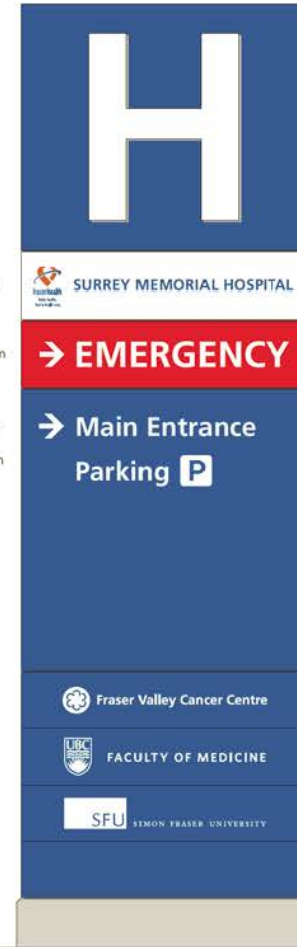 H
fraserhealth
SURREY MEMORIAL HOSPITAL
→ EMERGENCY
→ Main Entrance
Parking P
Fraser Valley Cancer Centre
UBC
FACULTY OF MEDICINE
SFU SIMON FRASER UNIVERSITY